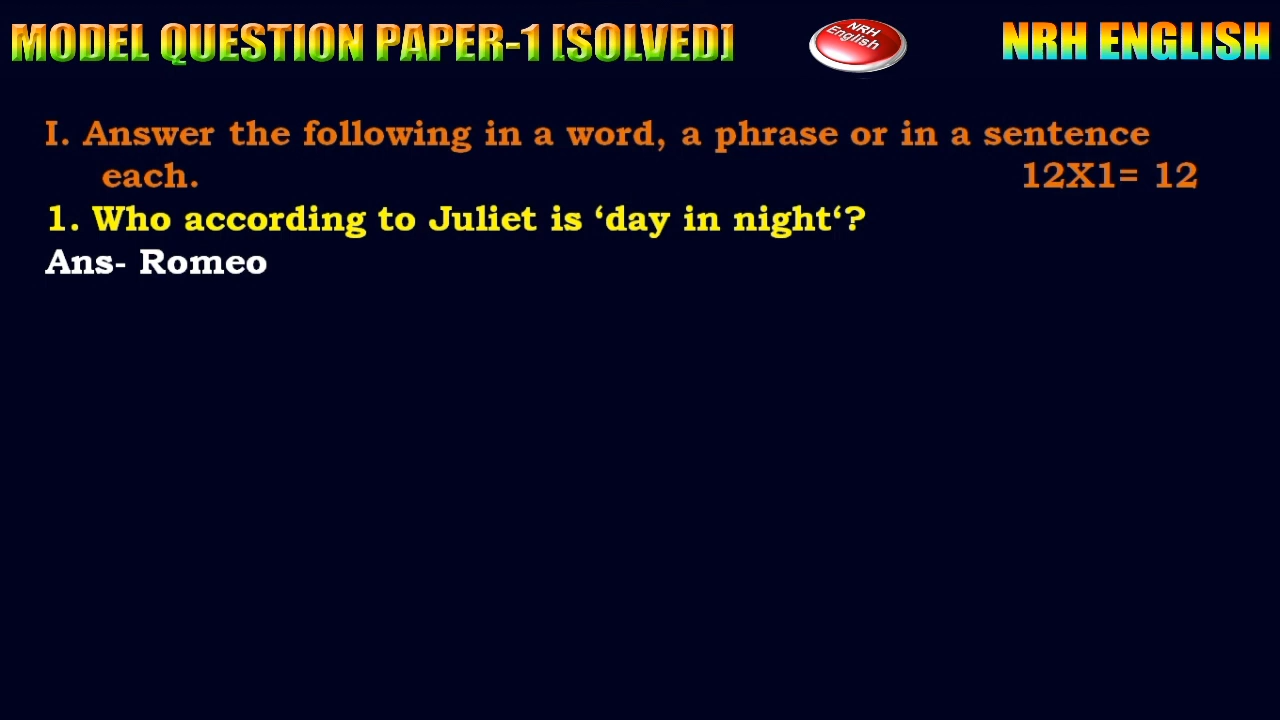 MODEL QUESTION PAPER-1 [SOLVED]
NRH
English
NRH ENGLISH
I. Answer the following in a word, a phrase or in a sentence
each. 12X1= 12
1. Who according to Juliet is ‘day in night‘?
Ans- Romeo